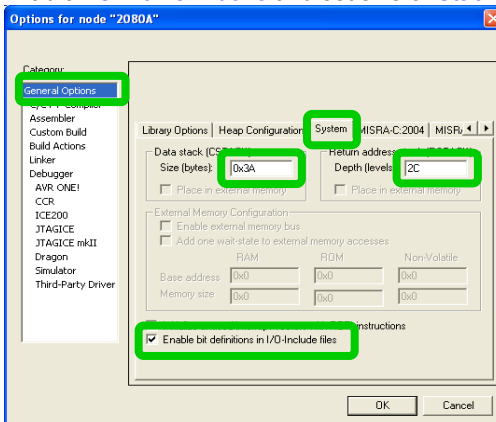 Options for node "2080A"
Category:
General Options
C/C++ Compiler
Assembler
Custom Build
Build Actions
Linker
Debugger
AVR ONE!
CCR
ICE200
JTAGICE
JTAGICE mkII
Dragon
Simulator
Third-Party Driver
Library Options
Heap Configuration
System
MISRA-C:2004
Data stack (CSTACK)
Size (bytes):
0x3A
Place in external memory
Return address
Depth (levels
2C
Place in external memory
External Memory Configuration
Enable external memory bus
Add one wait-state to external memory accesses
RAM
ROM
Non-Volatile
Base address
0x0
0x0
0x0
Memory size
0x0
0x0
0x0
instructions
Enable bit definitions in I/O-Include files
OK
Cancel